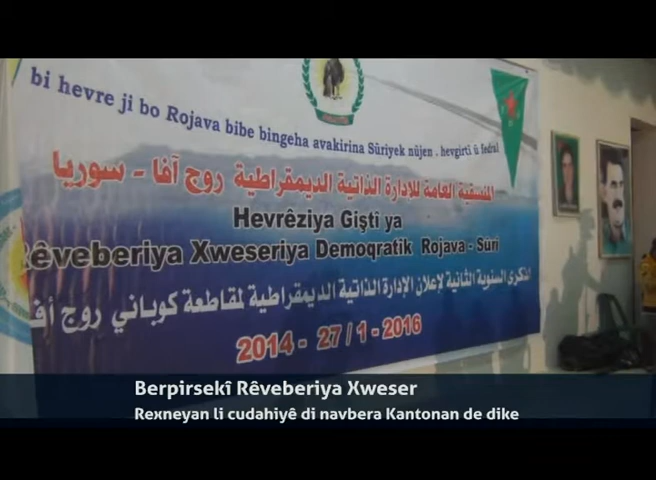 bi hevre ji bo Rojava bibe bingeha avakirina Sûriyek nûjen . hevgirtî û fedral
المنسقية العامة للإدارة الذاتية الديمقراطية روج آفا - سوريا
Hevrêziya Giştî ya
Rêveberiya Xweseriya Demoqratîk Rojava - Sûrî
الذكرى السنوية الثانية لإعلان الإدارة الذاتية الديمقراطية لمقاطعة كوباني روج أفـ
2014 - 27 / 1 - 2016
Berpirsekî Rêveberiya Xweser
Rexneyan li cudahiyê di navbera Kantonan de dike